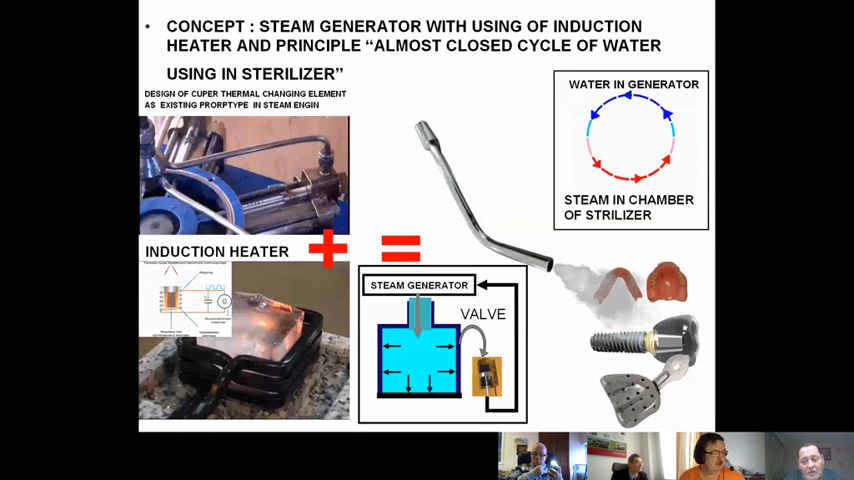 • CONCEPT : STEAM GENERATOR WITH USING OF INDUCTION
HEATER AND PRINCIPLE “ALMOST CLOSED CYCLE OF WATER
USING IN STERILIZER”
DESIGN OF CUPER THERMAL CHANGING ELEMENT
AS EXISTING PRORPTYPE IN STEAM ENGIN
WATER IN GENERATOR
STEAM IN CHAMBER
OF STRILIZER
INDUCTION HEATER
+
=
STEAM GENERATOR
VALVE
G